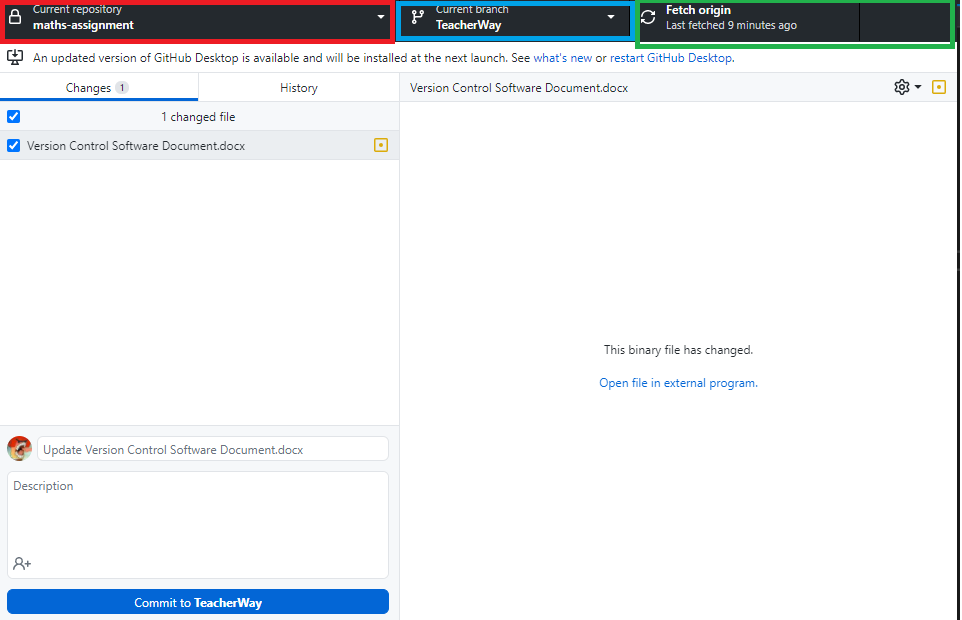 Current repository
maths-assignment
Current branch
TeacherWay
Fetch origin
Last fetched 9 minutes ago
An updated version of GitHub Desktop is available and will be installed at the next launch. See what's new or restart GitHub Desktop.
Changes 1
History
Version Control Software Document.docx
1 changed file
Version Control Software Document.docx
This binary file has changed.
Open file in external program.
Update Version Control Software Document.docx
Description
Commit to TeacherWay